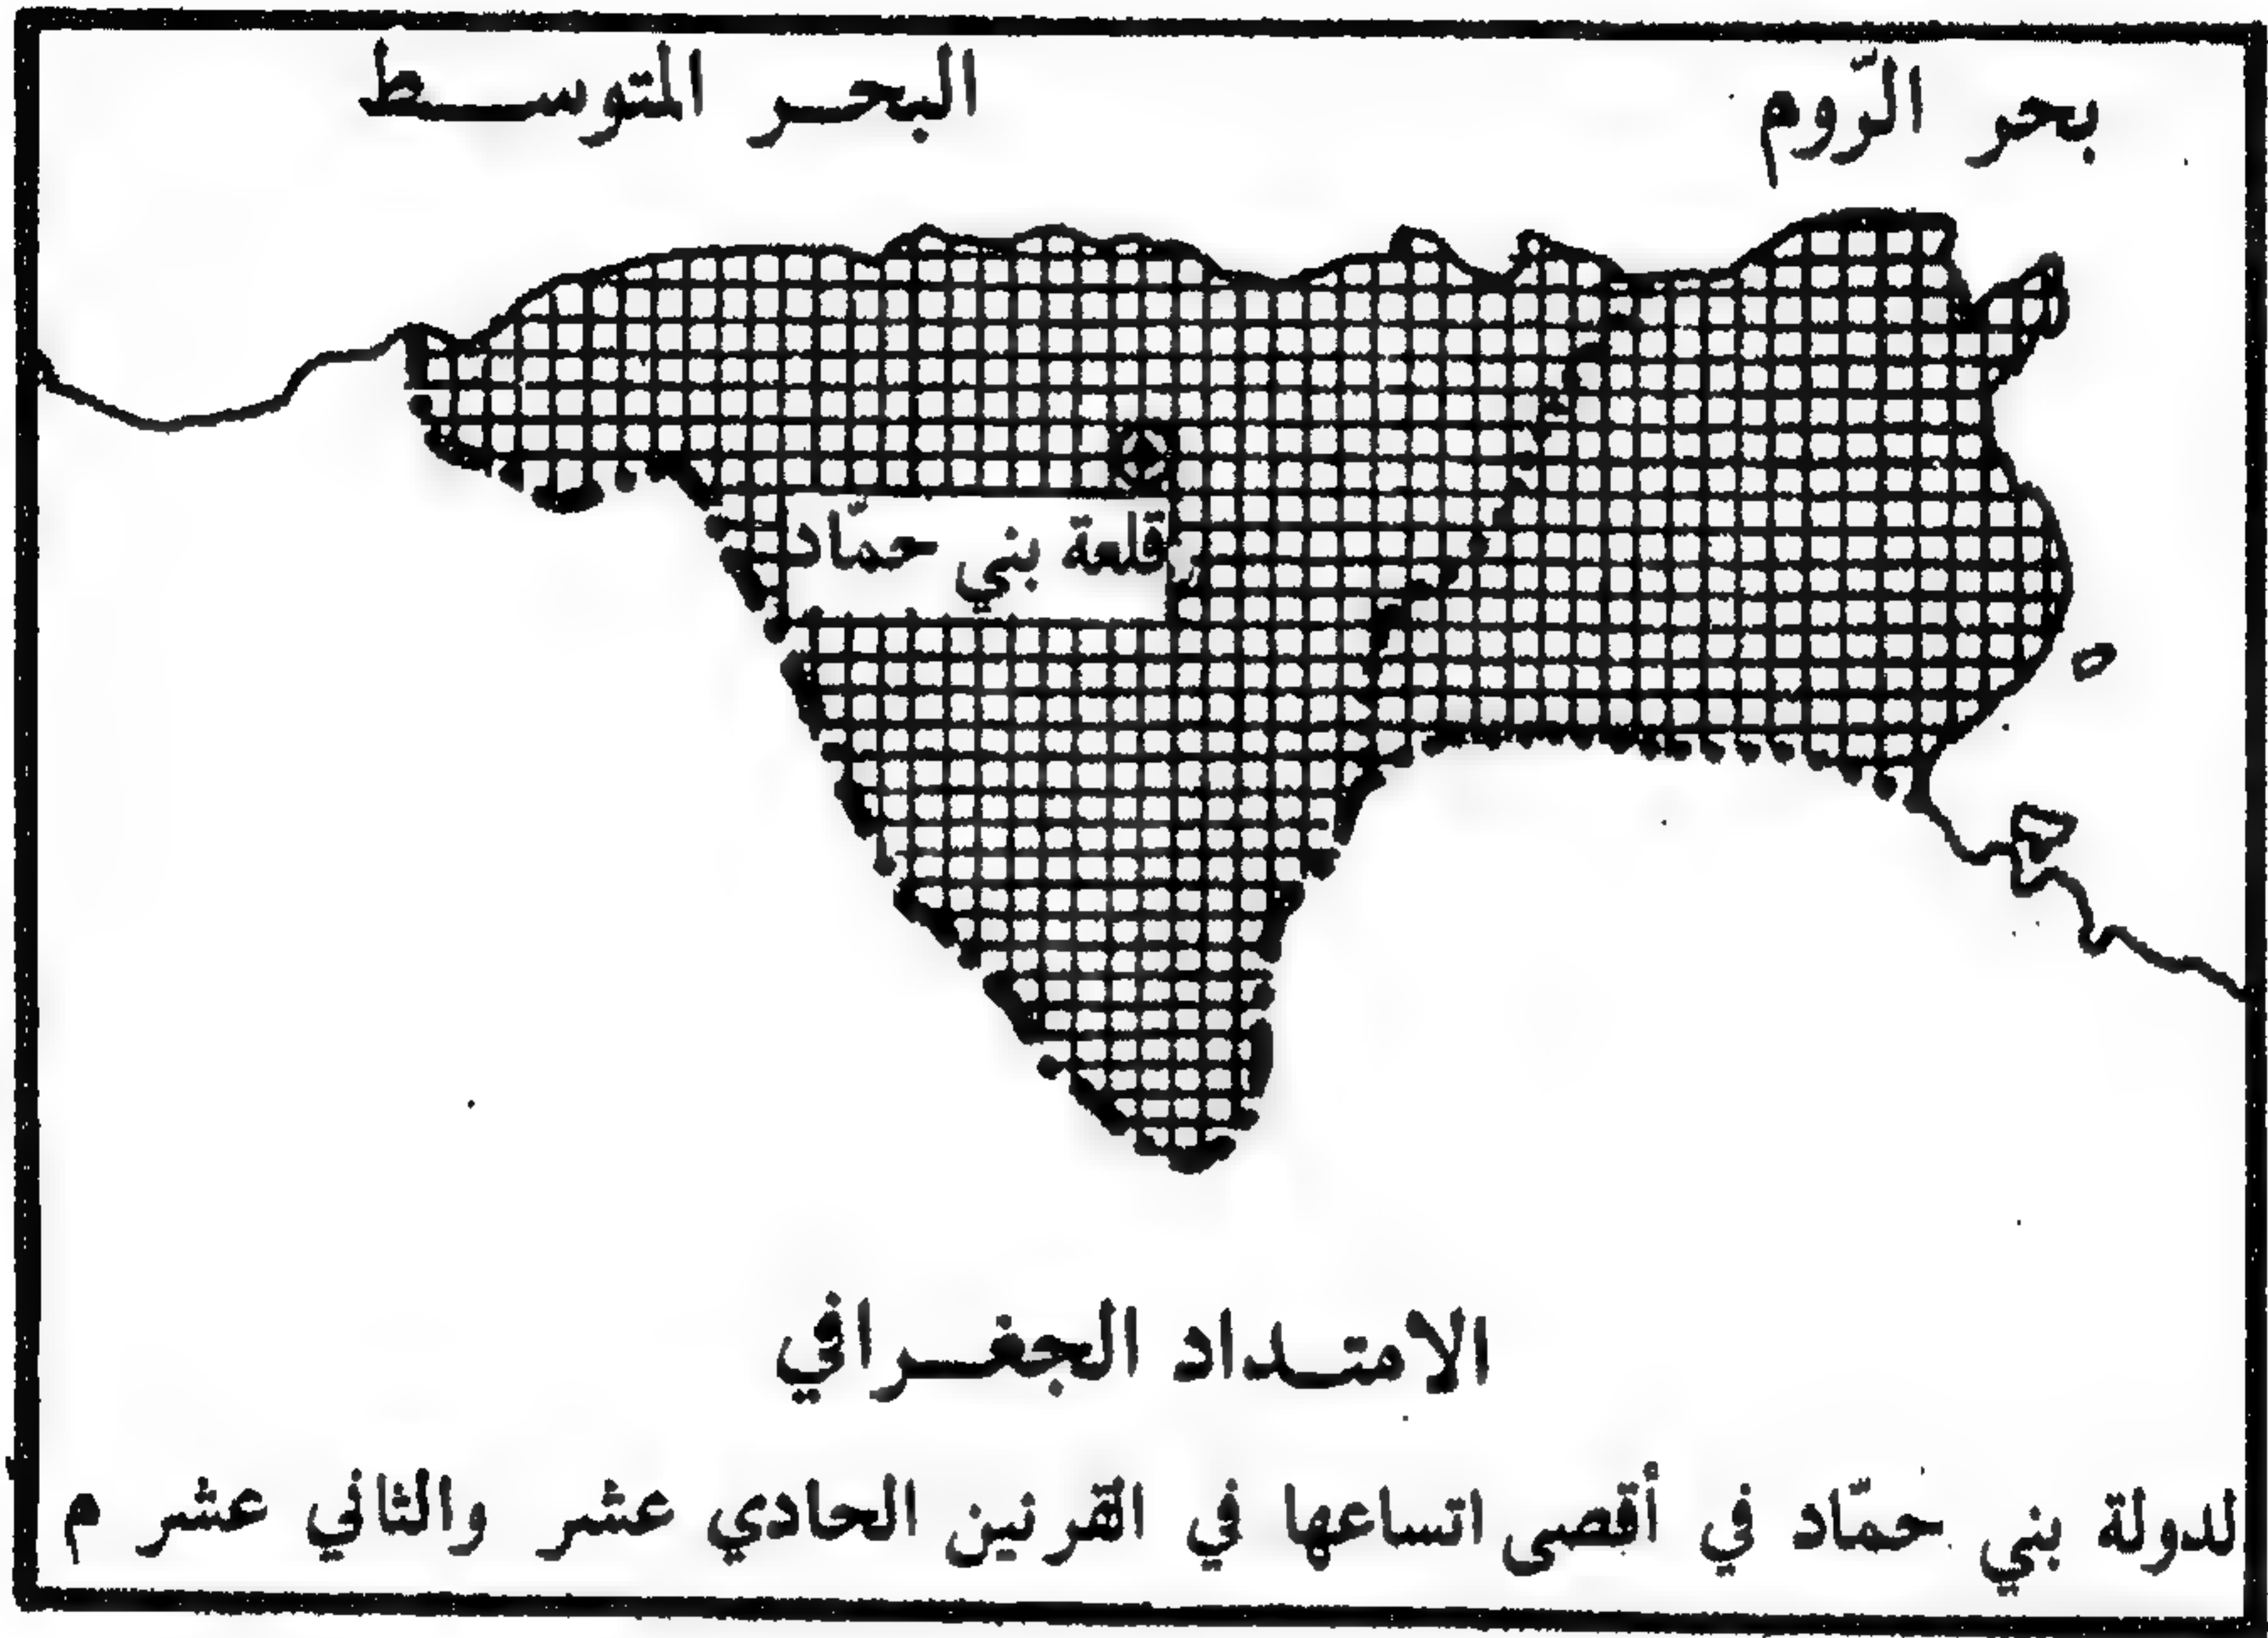 بحر الرّوم
البحر المتوسط
قلعة بني حمّاد
الامتداد الجغرافي
لدولة بني حمّاد في أقصى اتساعها في القرنين الحادي عشر والثاني عشر م